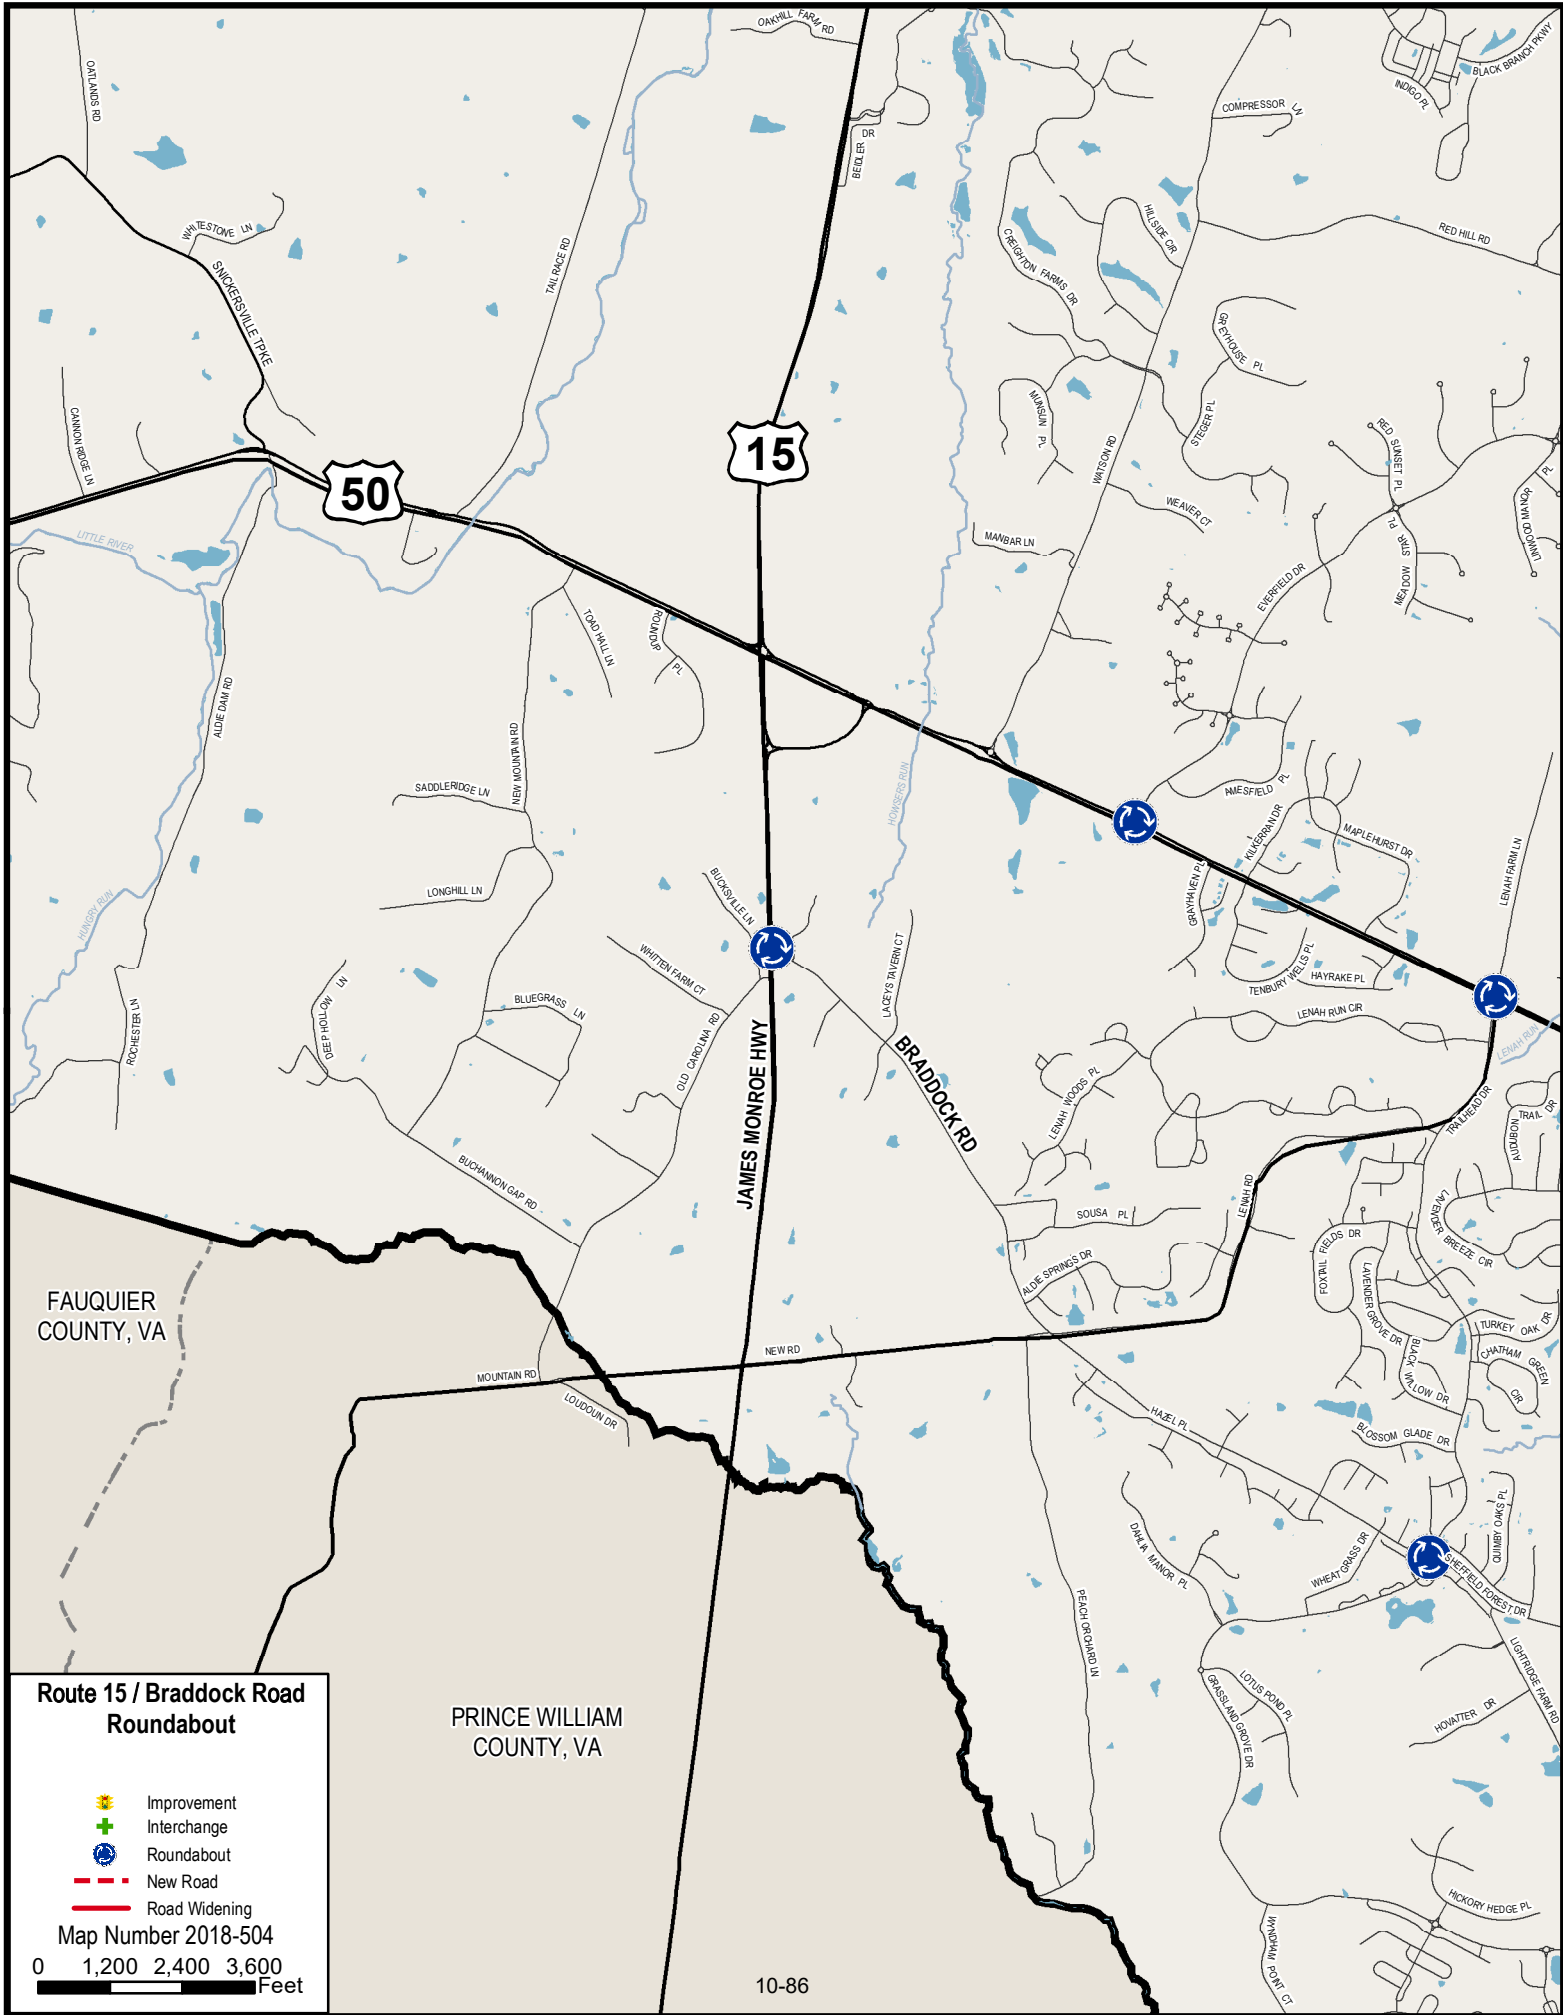 OAKHILL FARM RD
BLACK BRANCH PKWY
INDIGO PL
OATLANDS RD
COMPRESSOR LN
BEIDLER DR
WHITESTONE LN
HILLSIDE CIR
RED HILL RD
TAIL RACE RD
CREIGHTON FARMS DR
SNICKERSVILLE TPKE
GREYHOUSE PL
CANNON RIDGE LN
MUNSUN PL
STEGER PL
RED SUNSET PL
WATSON RD
15
50
LINWOOD MANOR PL
WEAVER CT
LITTLE RIVER
MANBAR LN
MEADOW STAR PL
EVERFIELD DR
TOAD HALL LN
ROUNDUP PL
ALDIE DAM RD
NEW MOUNTAIN RD
SADDLERIDGE LN
HOWSERS RUN
AMESFIELD PL
KILKERRAN DR
MAPLEHURST DR
LENAH FARM LN
BUCKSVILLE LN
LONGHILL LN
GRAYHAVEN PL
HUNGRY RUN
WHITTEN FARM CT
LACEYS TAVERN CT
TENBURY WELLS PL
HAYRAKE PL
DEEP HOLLOW LN
BLUEGRASS LN
ROCHESTER LN
LENAH RUN CIR
LENAH RUN
OLD CAROLINA RD
JAMES MONROE HWY
BRADDOCK RD
LENAH WOODS PL
TRAILHEAD DR
AUDUBON TRAIL DR
BUCHANNON GAP RD
LENAH RD
SOUSA PL
LAVENDER BREEZE CIR
FOXTAIL FIELDS DR
ALDIE SPRINGS DR
LAVENDER GROVE DR
FAUQUIER
COUNTY, VA
TURKEY OAK DR
NEW RD
BLACK WILLOW DR
CHATHAM GREEN CIR
MOUNTAIN RD
LOUDOUN DR
HAZEL PL
BLOSSOM GLADE DR
QUIMBY OAKS PL
DAHLIA MANOR PL
WHEAT GRASS DR
SHEFFIELD FOREST DR
PEACH ORCHARD LN
LIGHTRIDGE FARM RD
LOTUS POND PL
GRASSLAND GROVE DR
HOVATTER DR
PRINCE WILLIAM
COUNTY, VA
HICKORY HEDGE PL
WYNDHAM POINT CT
Route 15 / Braddock Road
Roundabout
Improvement
Interchange
Roundabout
New Road
Road Widening
Map Number 2018-504
0 1,200 2,400 3,600
Feet
10-86